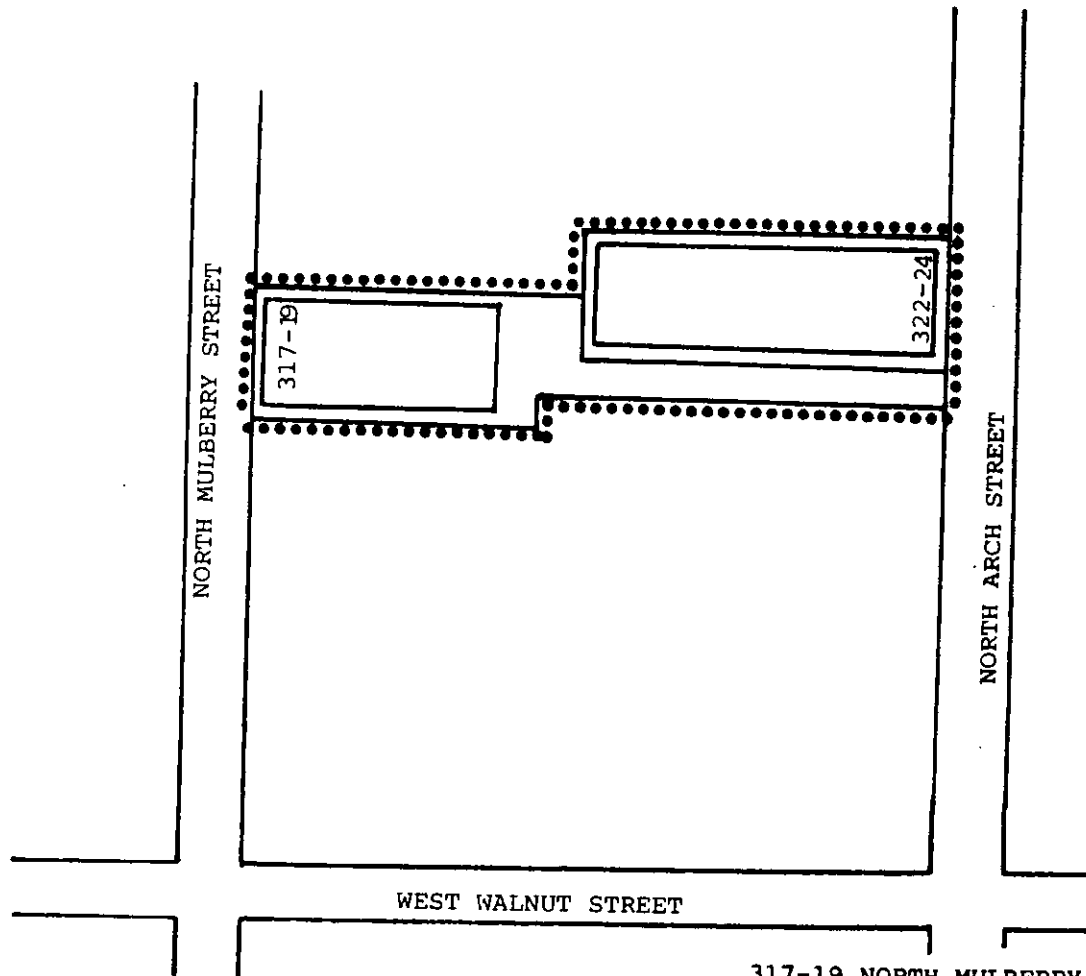 NORTH MULBERRY STREET
317-19
322-24
NORTH ARCH STREET
WEST WALNUT STREET
317-19 NORTH MULBERRY